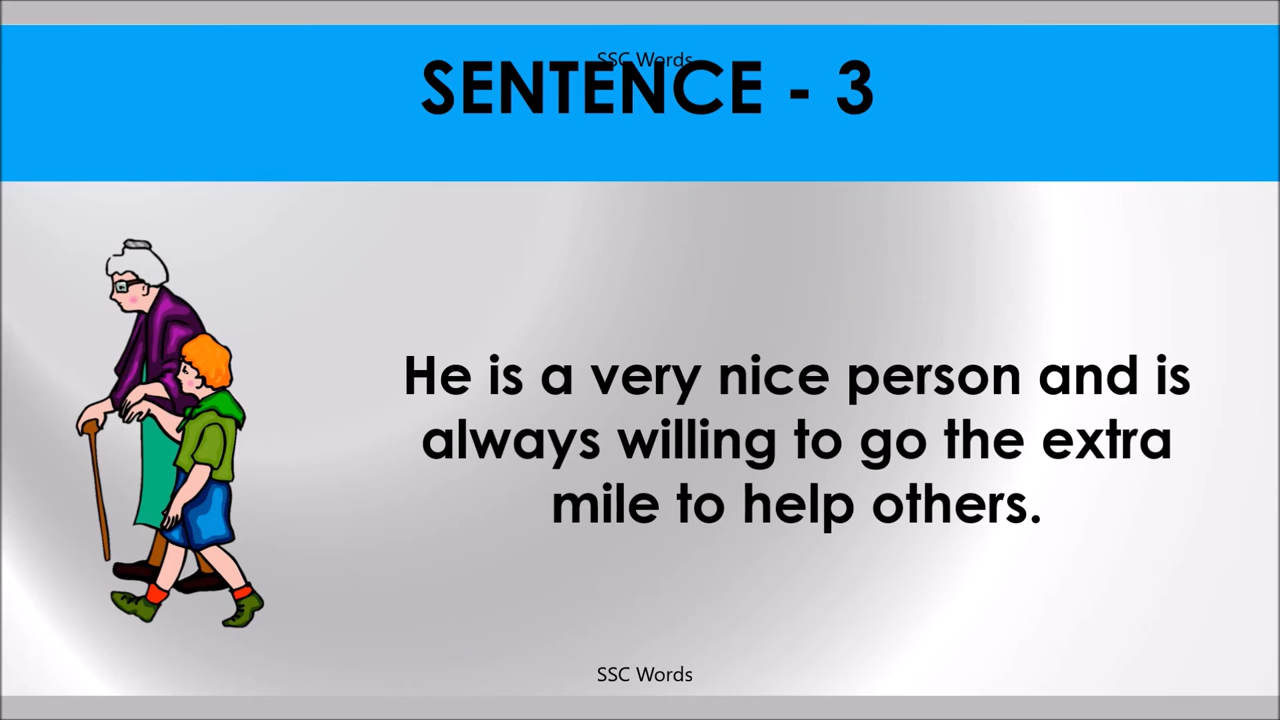 SSC Words
SENTENCE - 3
He is a very nice person and is
always willing to go the extra
mile to help others.
SSC Words